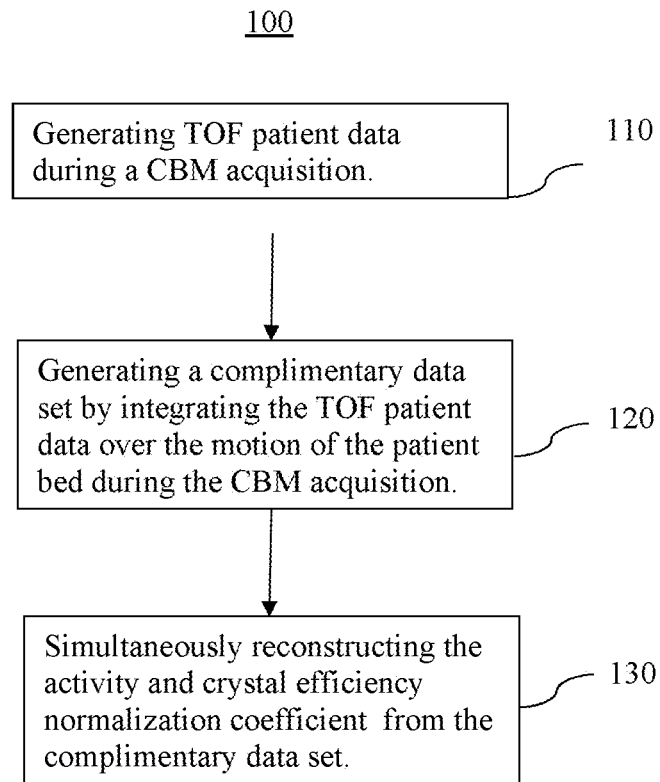 100
Generating TOF patient data
during a CBM acquisition.
110
Generating a complimentary data
set by integrating the TOF patient
data over the motion of the patient
bed during the CBM acquisition.
120
Simultaneously reconstructing the
activity and crystal efficiency
normalization coefficient from the
complimentary data set.
130